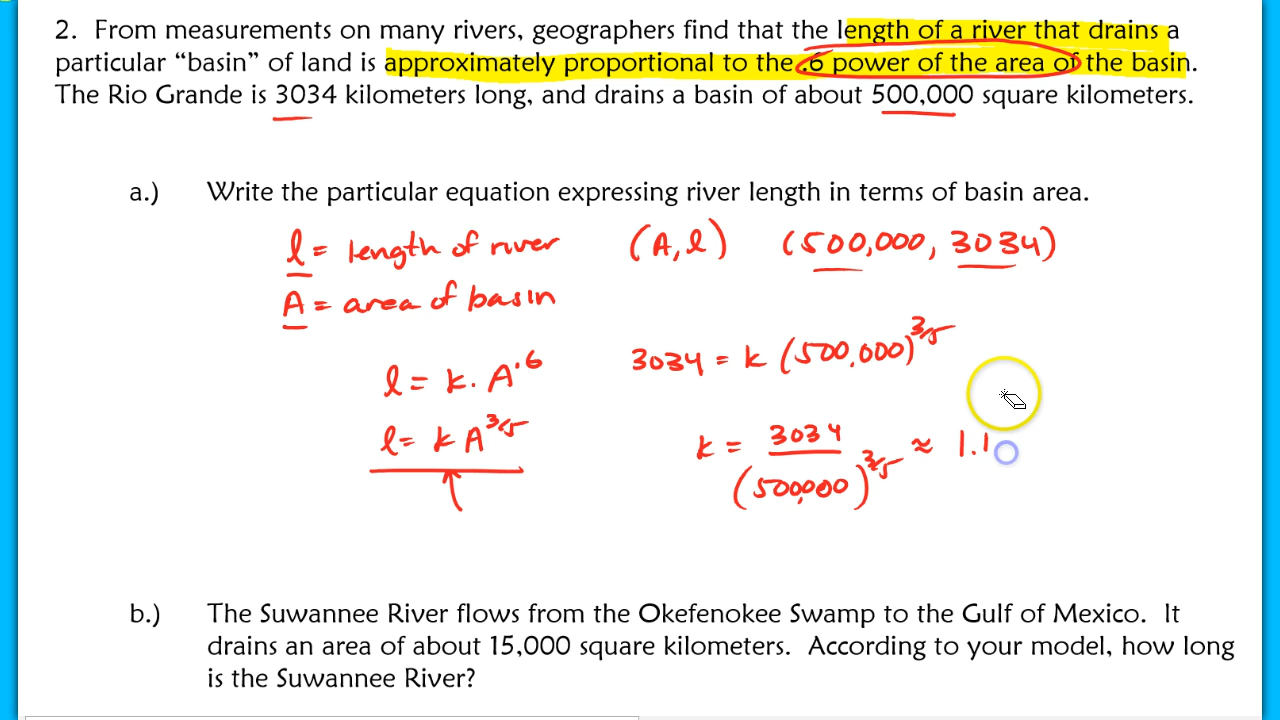 2. From measurements on many rivers, geographers find that the length of a river that drains a
particular “basin” of land is approximately proportional to the .6 power of the area of the basin.
The Rio Grande is 3034 kilometers long, and drains a basin of about 500,000 square kilometers.
a.) Write the particular equation expressing river length in terms of basin area.
l = length of river (A, l) (500,000, 3034)
A = area of basin
l = k. A^.6 3034 = k (500,000)^3/5
l = k A^3/5 k = 3034 / (500,000)^3/5 ≈ 1.1
b.) The Suwannee River flows from the Okefenokee Swamp to the Gulf of Mexico. It
drains an area of about 15,000 square kilometers. According to your model, how long
is the Suwannee River?